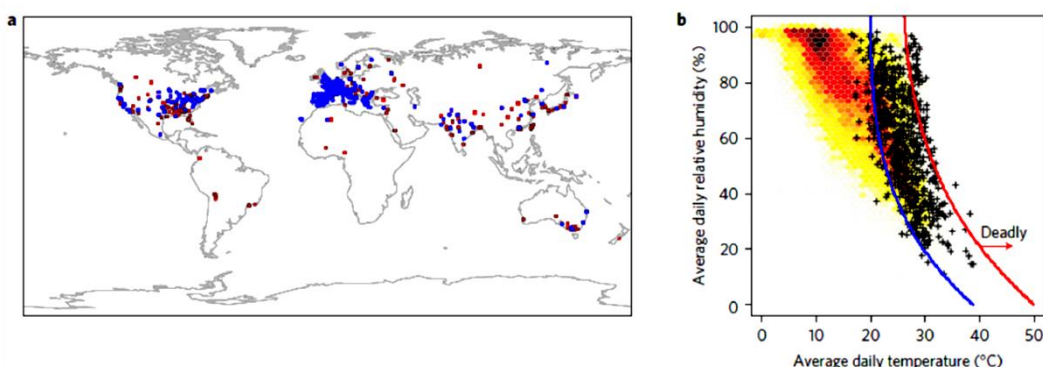 a
b
Average daily relative humidity (%)
100
80
60
40
20
0
Deadly
0 10 20 30 40 50
Average daily temperature (°C)